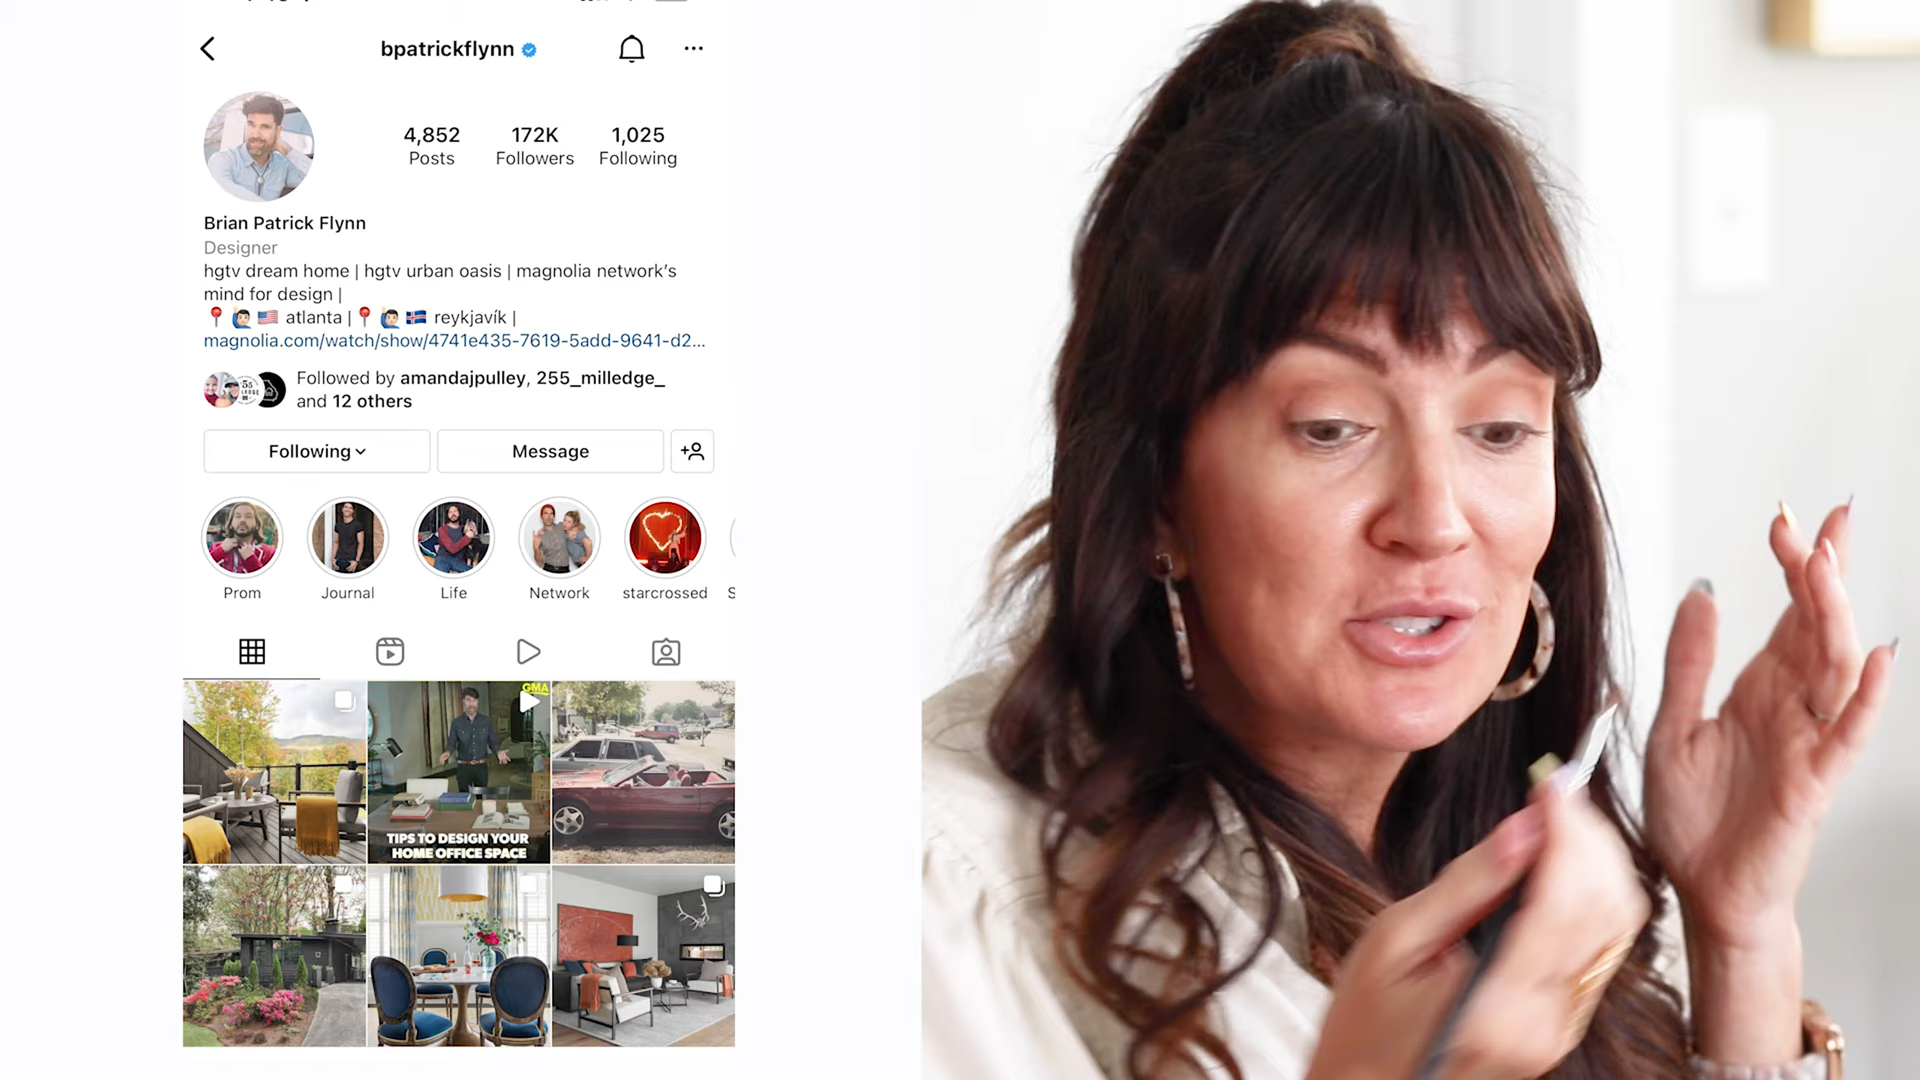 bpatrickflynn
4,852 172K 1,025
Posts Followers Following
Brian Patrick Flynn
Designer
hgtv dream home | hgtv urban oasis | magnolia network’s
mind for design |
atlanta | reykjavík |
magnolia.com/watch/show/4741e435-7619-5add-9641-d2...
Followed by amandajpulley, 255_milledge_
and 12 others
Following Message
Prom Journal Life Network starcrossed S
GMA
TIPS TO DESIGN YOUR
HOME OFFICE SPACE